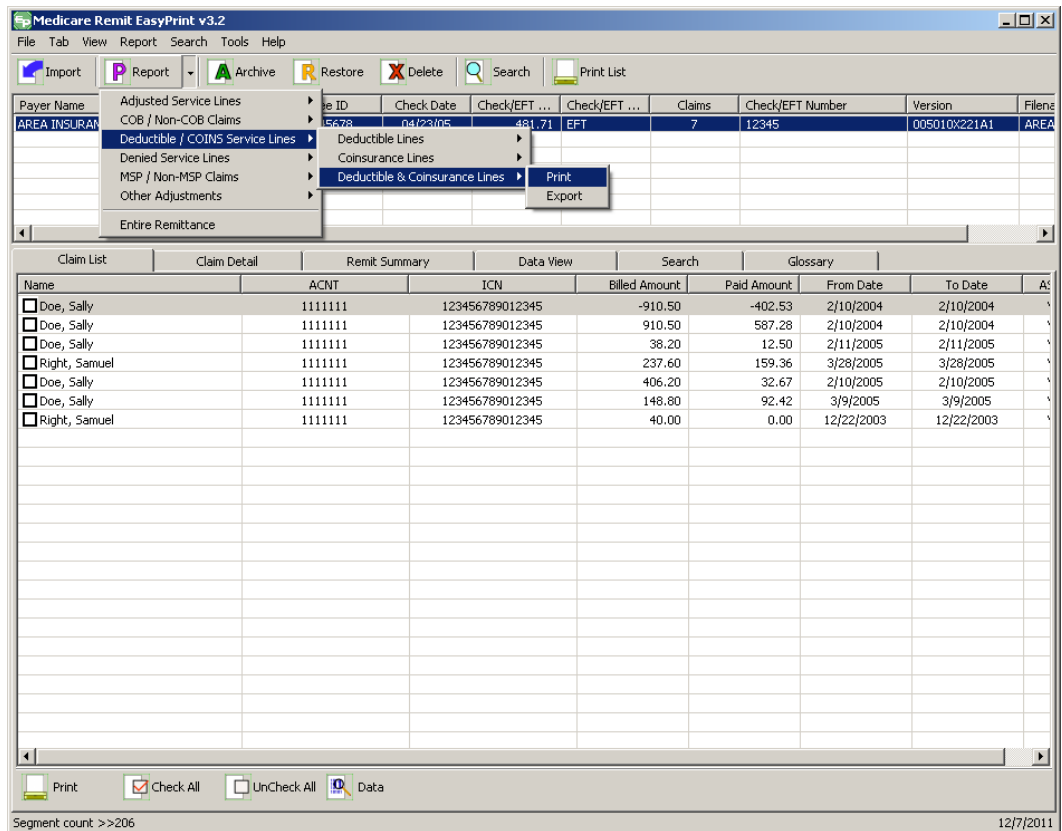 Ep Medicare Remit EasyPrint v3.2
File Tab View Report Search Tools Help
Import P Report A Archive R Restore X Delete Search Print List
Payer Name ee ID Check Date Check/EFT ... Check/EFT ... Claims Check/EFT Number Version Filena
AREA INSURAN 45678 04/23/05 481.71 EFT 7 12345 005010X221A1 AREA
Adjusted Service Lines
COB / Non-COB Claims
Deductible / COINS Service Lines
Denied Service Lines
MSP / Non-MSP Claims
Other Adjustments
Entire Remittance
Deductible Lines
Coinsurance Lines
Deductible & Coinsurance Lines
Print
Export
Claim List Claim Detail Remit Summary Data View Search Glossary
Name ACNT ICN Billed Amount Paid Amount From Date To Date AS
Doe, Sally 1111111 123456789012345 -910.50 -402.53 2/10/2004 2/10/2004
Doe, Sally 1111111 123456789012345 910.50 587.28 2/10/2004 2/10/2004
Doe, Sally 1111111 123456789012345 38.20 12.50 2/11/2005 2/11/2005
Right, Samuel 1111111 123456789012345 237.60 159.36 3/28/2005 3/28/2005
Doe, Sally 1111111 123456789012345 406.20 32.67 2/10/2005 2/10/2005
Doe, Sally 1111111 123456789012345 148.80 92.42 3/9/2005 3/9/2005
Right, Samuel 1111111 123456789012345 40.00 0.00 12/22/2003 12/22/2003
Print Check All UnCheck All Data
Segment count >>206 12/7/2011